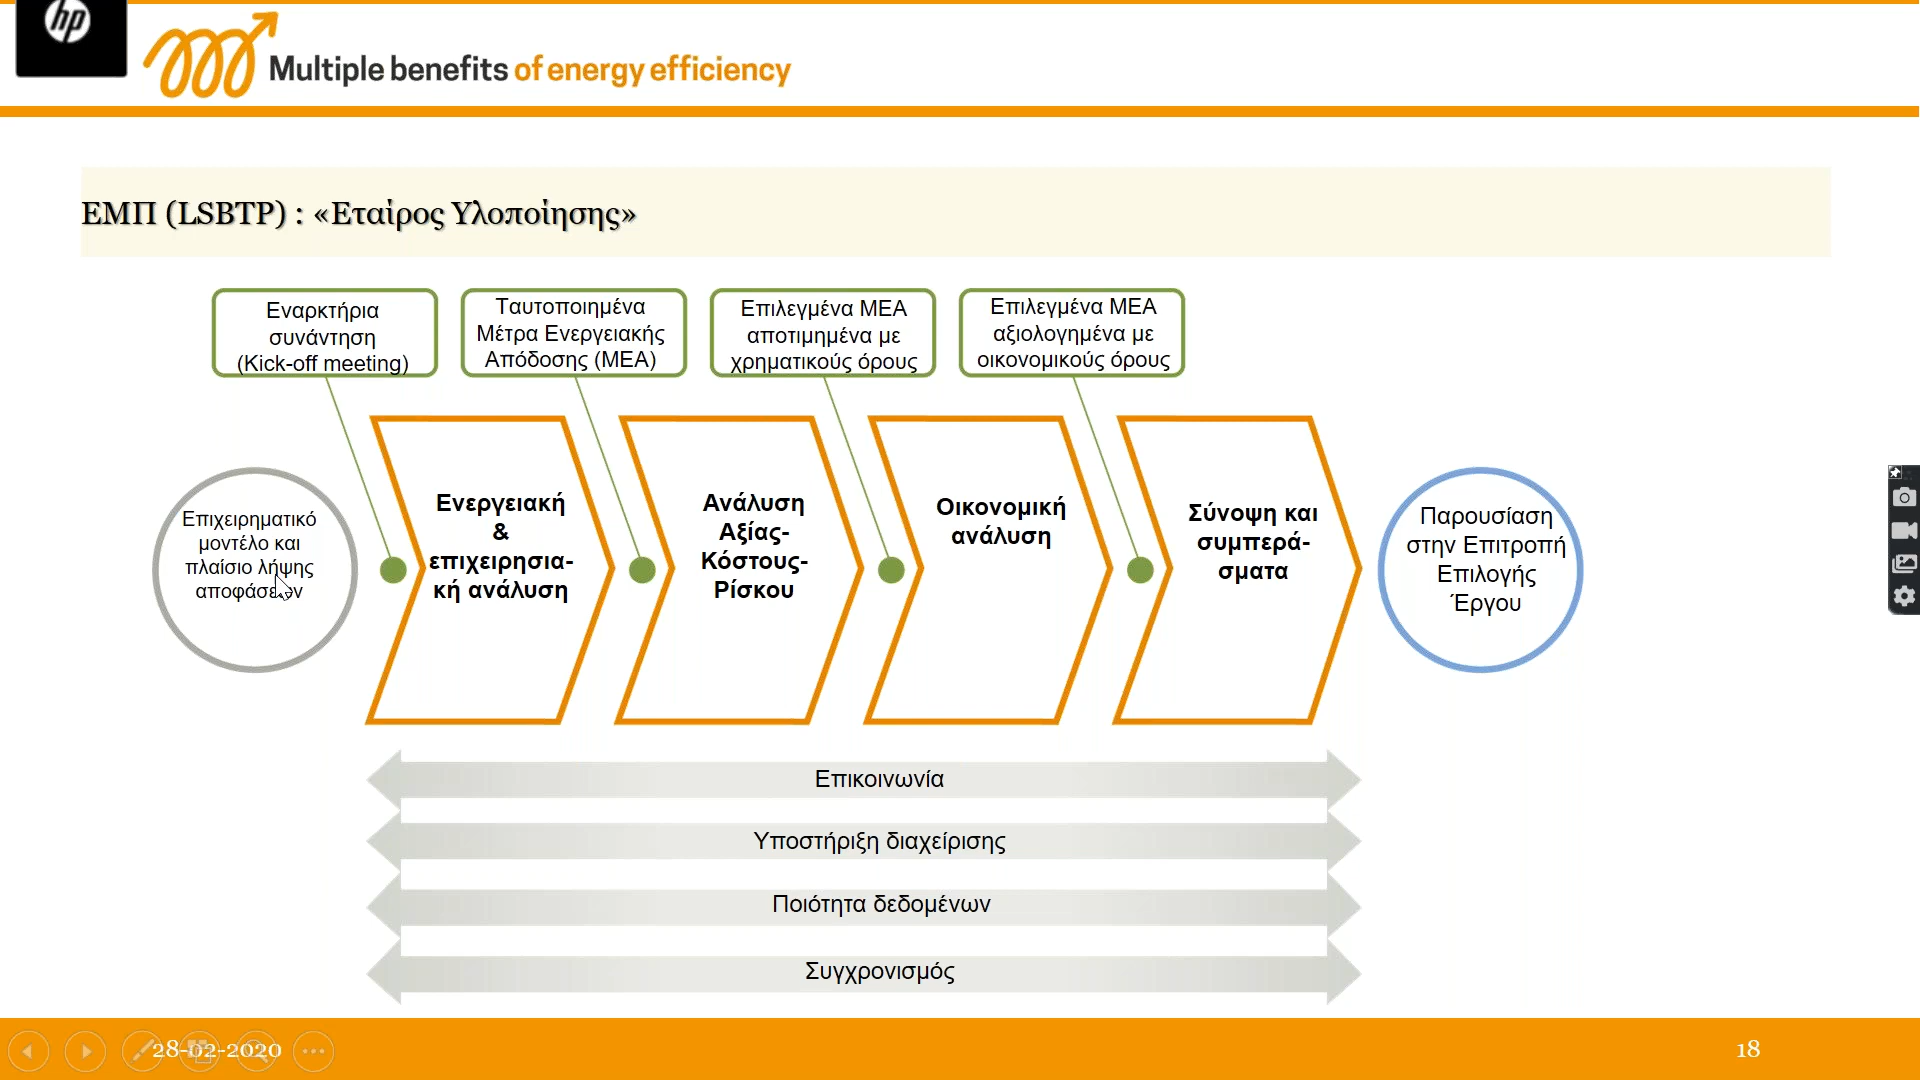 hp
Multiple benefits of energy efficiency
ΕΜΠ (LSBTP) : «Εταίρος Υλοποίησης»
Εναρκτήρια
συνάντηση
(Kick-off meeting)
Ταυτοποιημένα
Μέτρα Ενεργειακής
Απόδοσης (ΜΕΑ)
Επιλεγμένα ΜΕΑ
αποτιμημένα με
χρηματικούς όρους
Επιλεγμένα ΜΕΑ
αξιολογημένα με
οικονομικούς όρους
Επιχειρηματικό
μοντέλο και
πλαίσιο λήψης
αποφάσεων
Ενεργειακή
&
επιχειρησια-
κή ανάλυση
Ανάλυση
Αξίας-
Κόστους-
Ρίσκου
Οικονομική
ανάλυση
Σύνοψη και
συμπερά-
σματα
Παρουσίαση
στην Επιτροπή
Επιλογής
Έργου
Επικοινωνία
Υποστήριξη διαχείρισης
Ποιότητα δεδομένων
Συγχρονισμός
28-02-2020
18